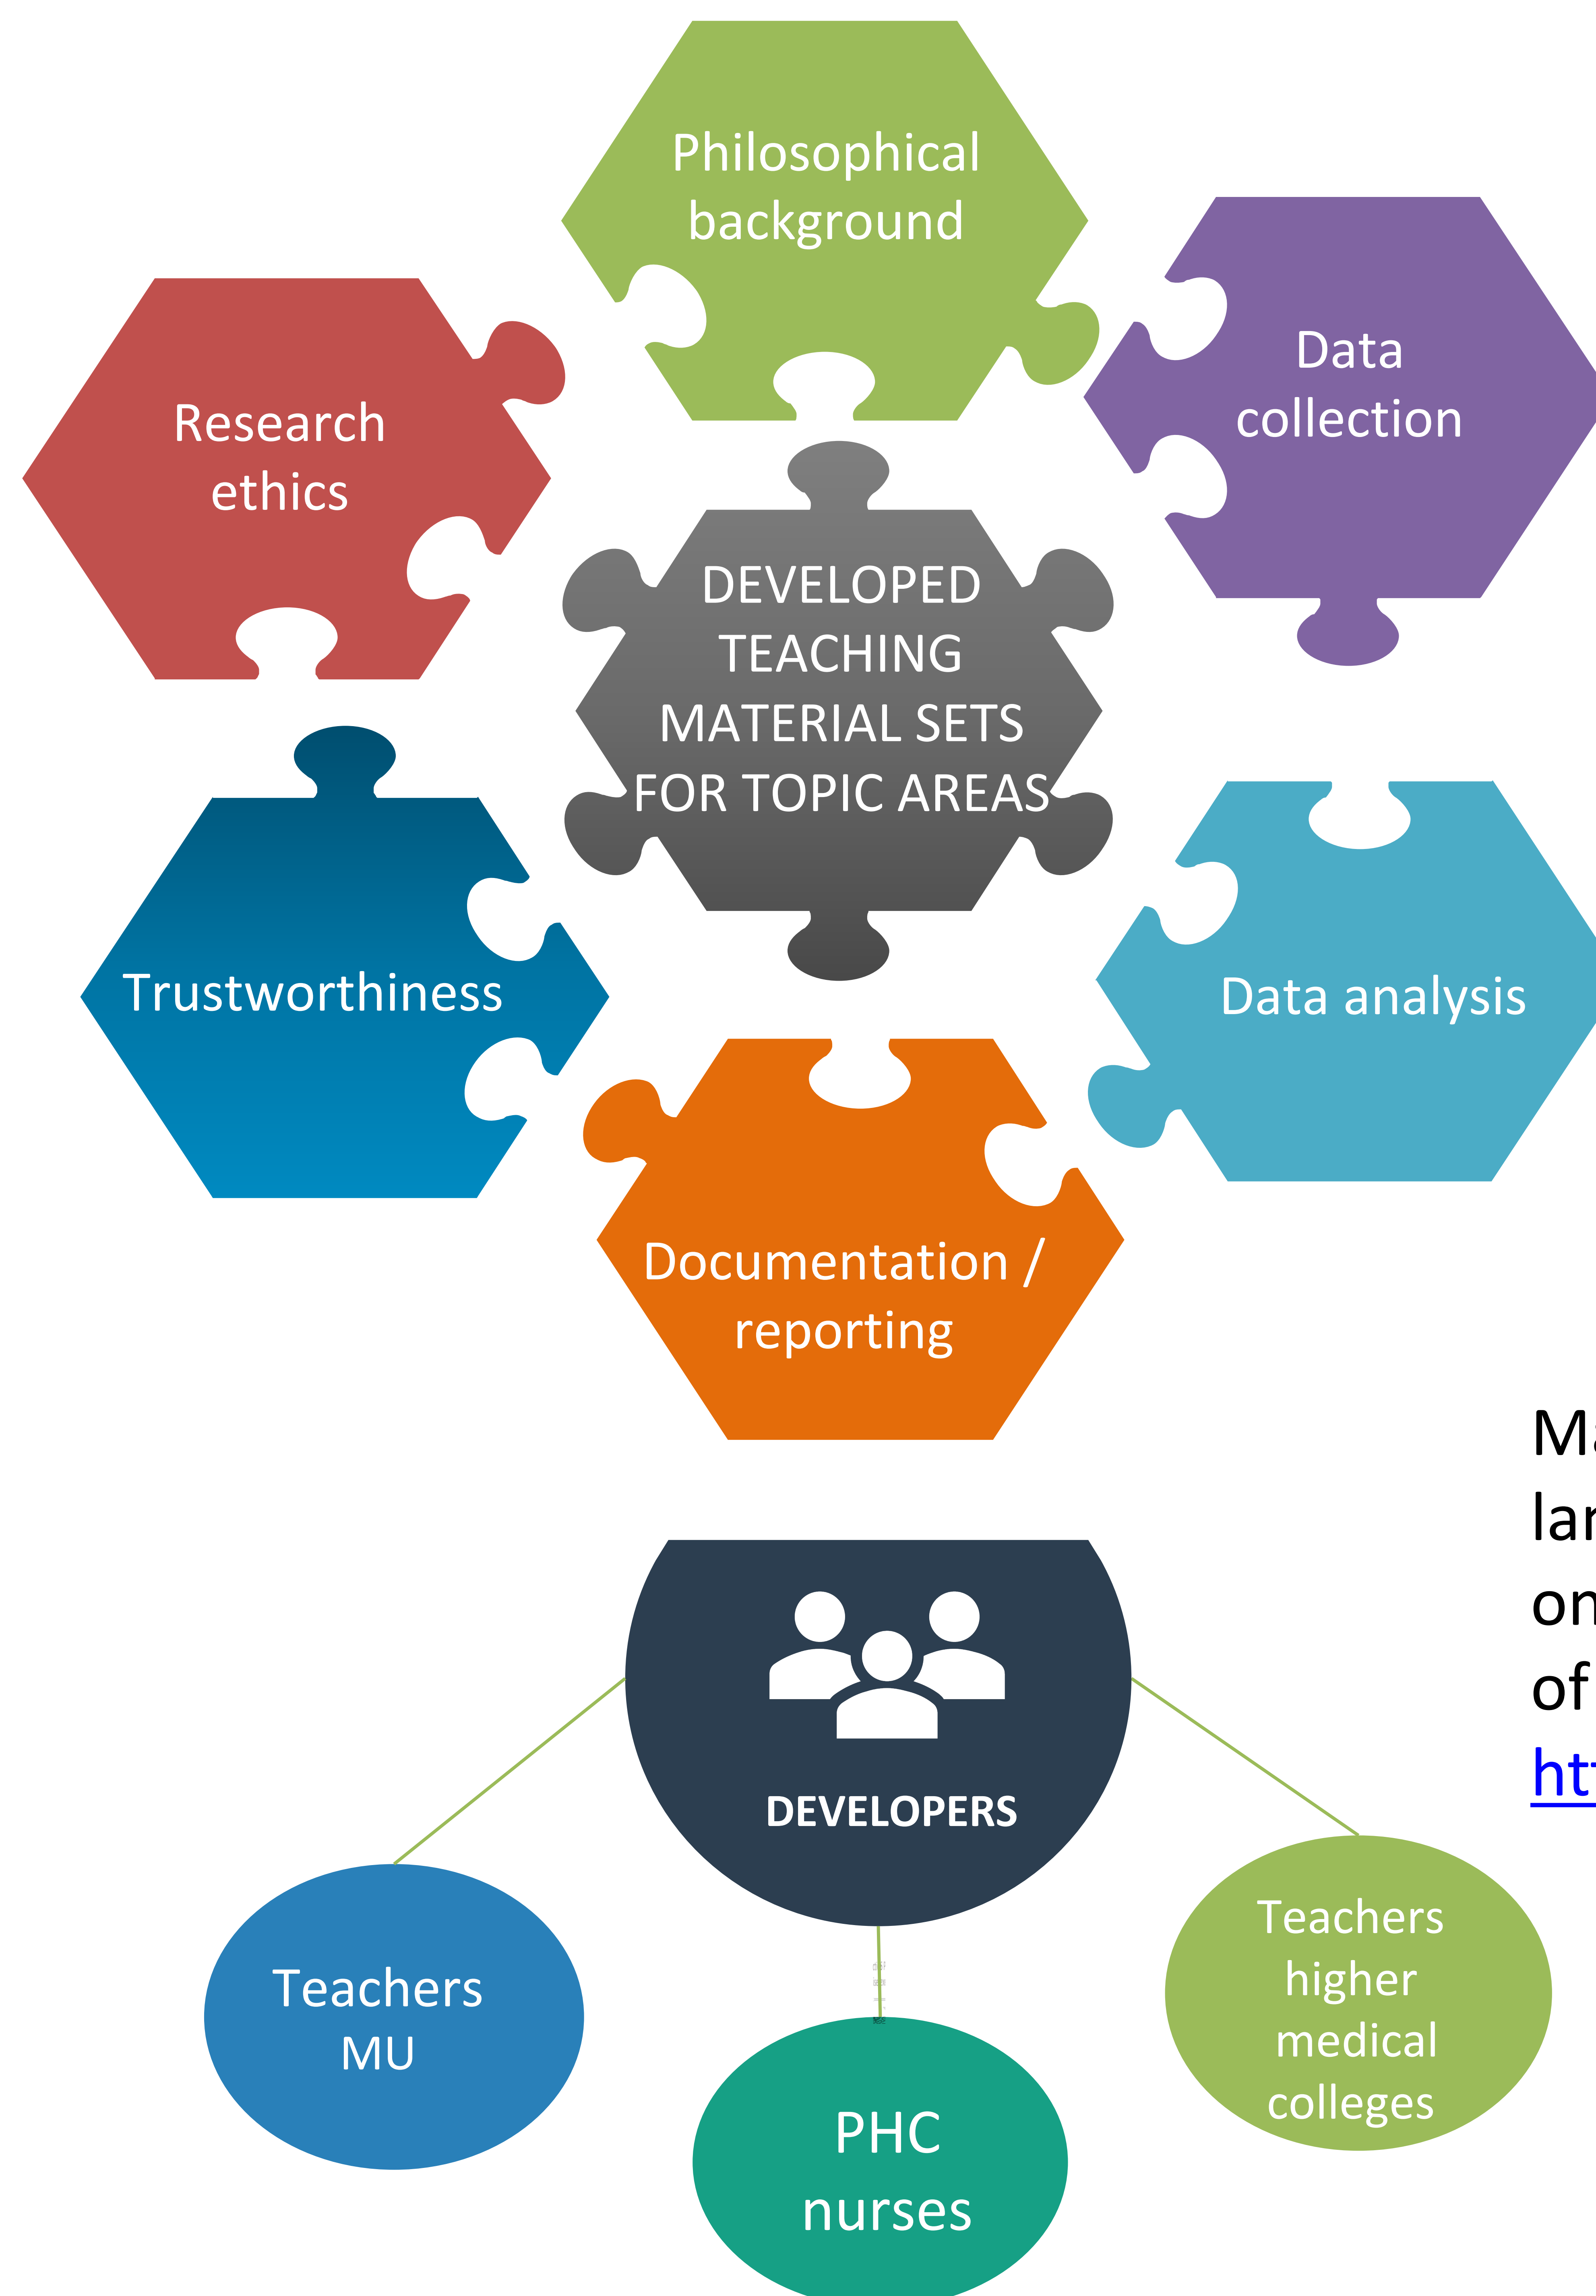 Philosophical
background
Data
collection
Research
ethics
DEVELOPED
TEACHING
MATERIAL SETS
FOR TOPIC AREAS
Trustworthiness
Data analysis
Documentation /
reporting
of
DEVELOPERS
Teachers
MU
PHC
nurses
Teachers
higher
medical
colleges